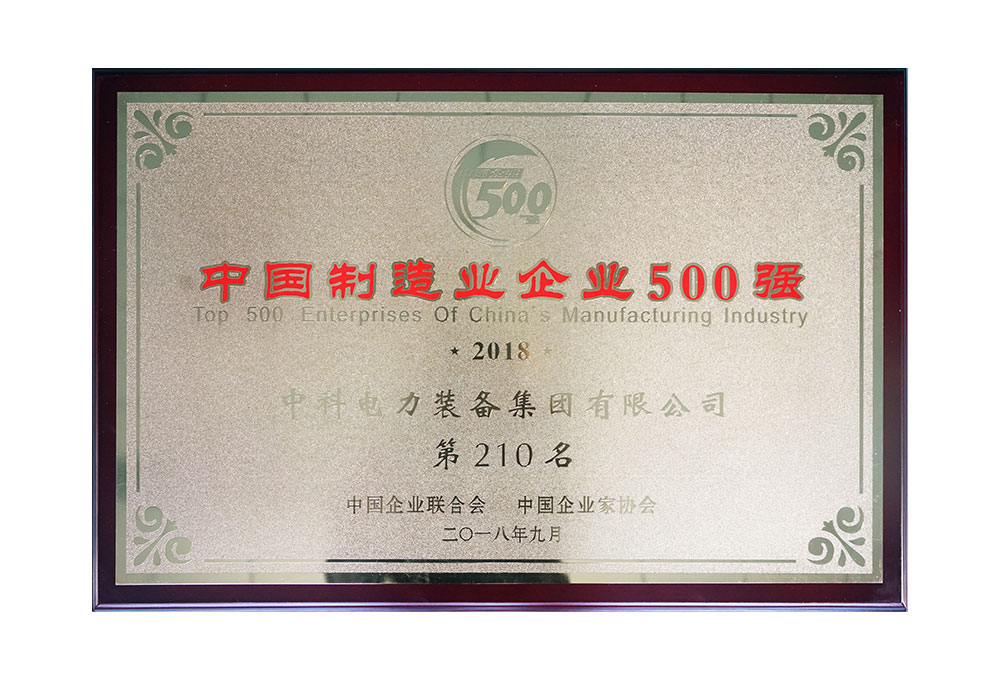 500
中国制造业企业500强
Top 500 Enterprises Of China's Manufacturing Industry
★ 2018 ★
中科电力装备集团有限公司
第210名
中国企业联合会 中国企业家协会
二〇一八年九月